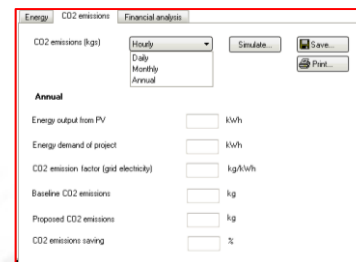 Energy CO2 emissions Financial analysis
CO2 emissions (kgs) Hourly Simulate... Save...
Daily
Monthly Print...
Annual
Annual
Energy output from PV kWh
Energy demand of project kWh
CO2 emission factor (grid electricity) kg/kWh
Baseline CO2 emissions kg
Proposed CO2 emissions kg
CO2 emissions saving %